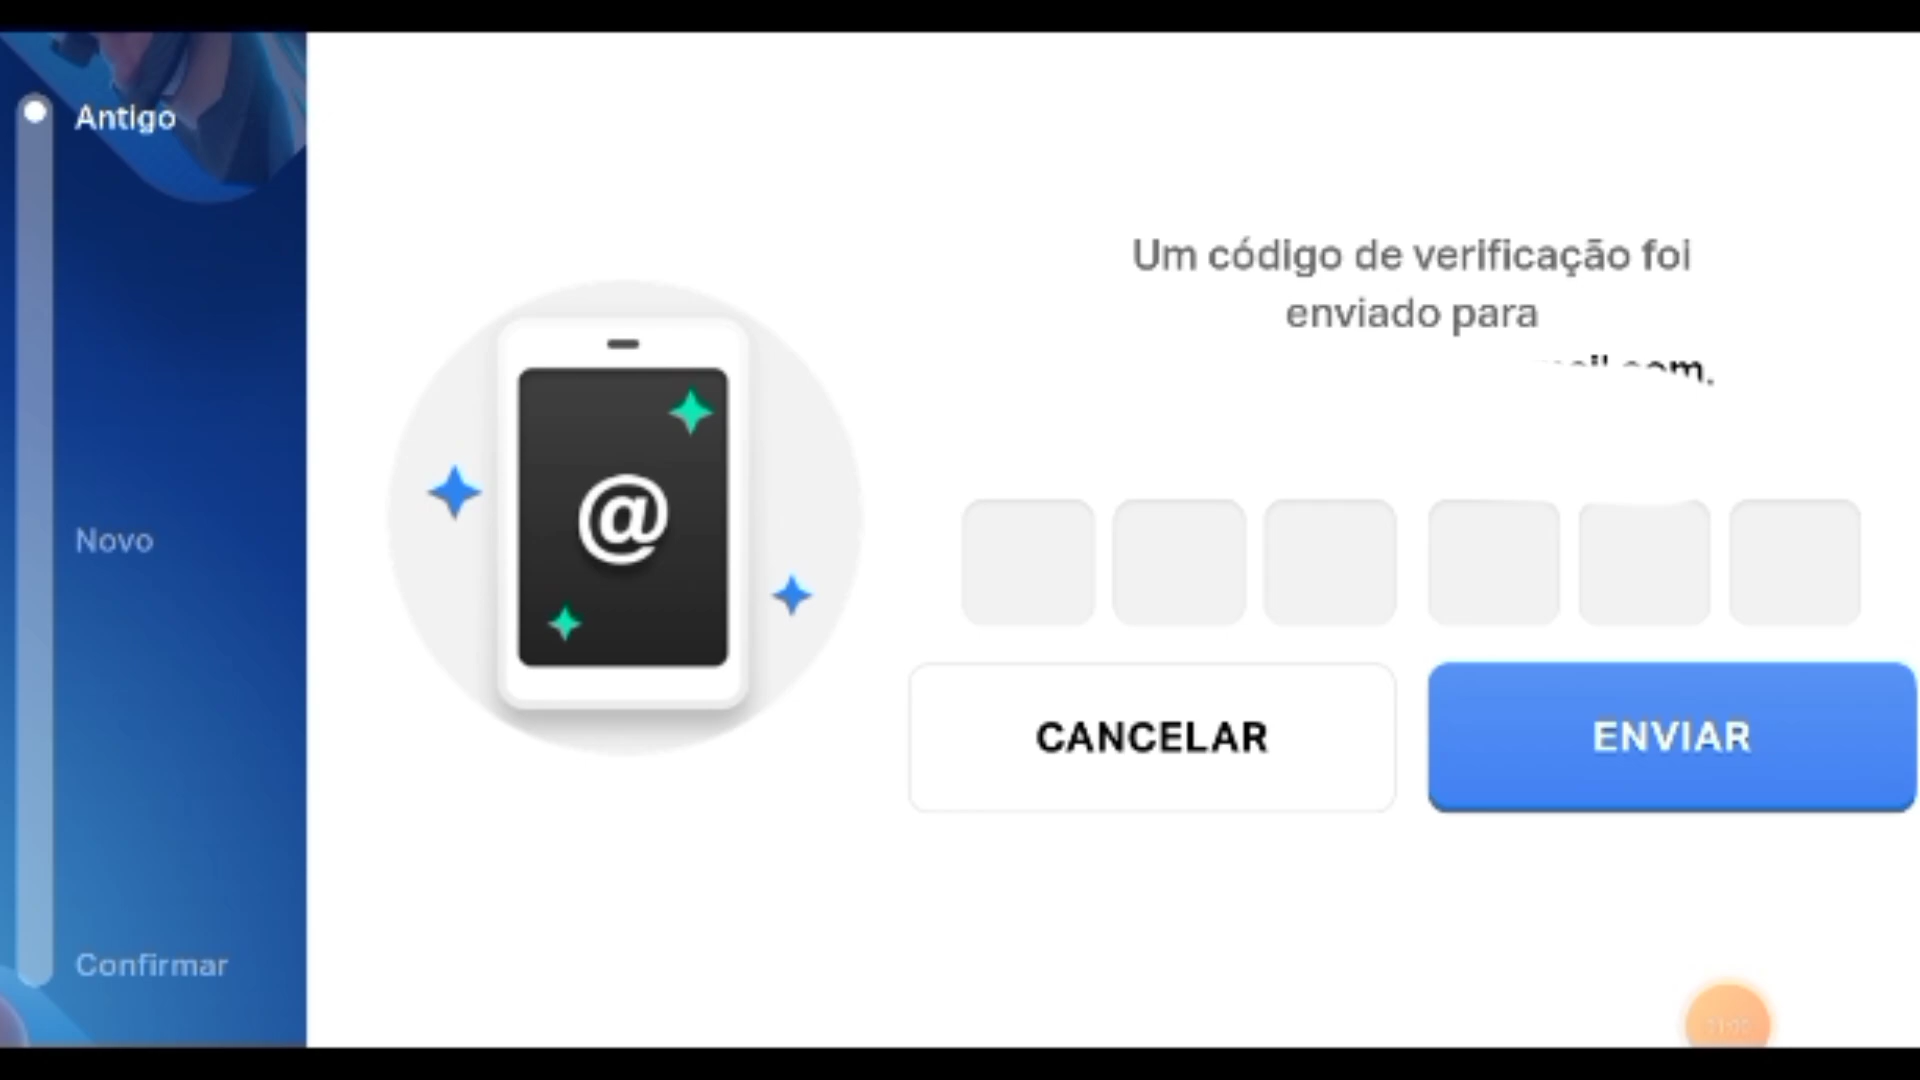 Antigo
Novo
Confirmar
Um código de verificação foi
enviado para
@
CANCELAR
ENVIAR